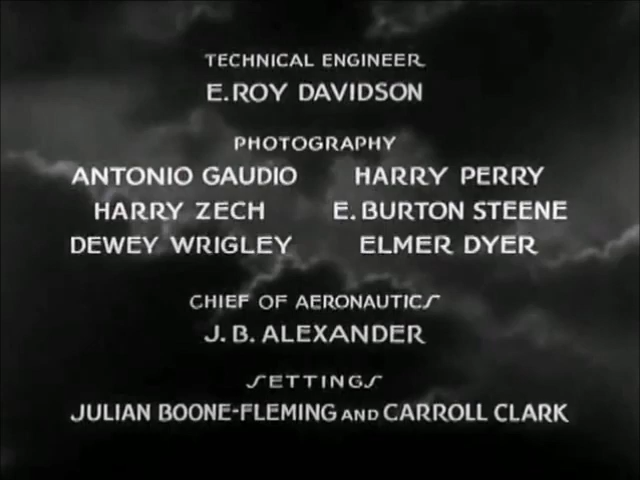 TECHNICAL ENGINEER
E. ROY DAVIDSON
PHOTOGRAPHY
ANTONIO GAUDIO HARRY PERRY
HARRY ZECH E. BURTON STEENE
DEWEY WRIGLEY ELMER DYER
CHIEF OF AERONAUTICS
J. B. ALEXANDER
SETTINGS
JULIAN BOONE-FLEMING AND CARROLL CLARK